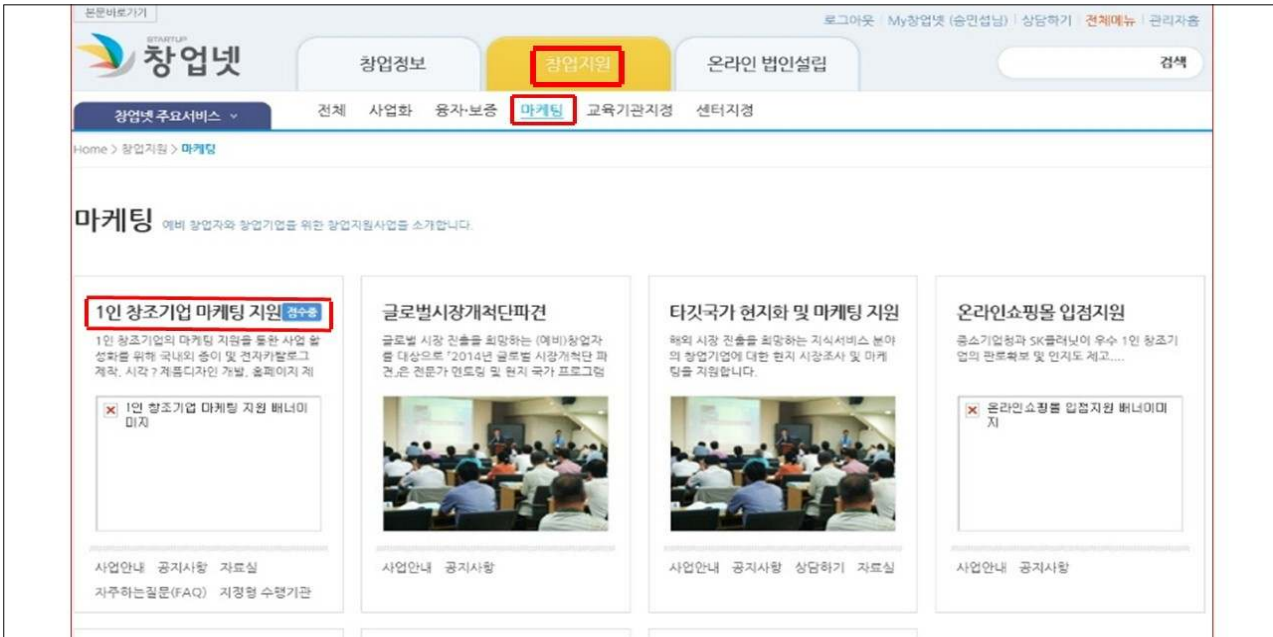 본문바로가기
로그아웃 My창업넷 (송민섭님) 상담하기 전체메뉴 관리자홈
STARTUP
창업넷
창업정보 창업지원 온라인 법인설립 검색
창업넷 주요서비스 전체 사업화 융자·보증 마케팅 교육기관지정 센터지정
Home > 창업지원 > 마케팅
마케팅 예비 창업자와 창업기업을 위한 창업지원사업을 소개합니다.
1인 창조기업 마케팅 지원 접수중
1인 창조기업의 마케팅 지원을 통한 사업 활
성화를 위해 국내외 종이 및 전자카탈로그
제작, 시각 ? 제품디자인 개발, 홈페이지 제
1인 창조기업 마케팅 지원 배너이
미지
사업안내 공지사항 자료실
자주하는질문(FAQ) 지정형 수행기관
글로벌시장개척단파견
글로벌 시장 진출을 희망하는 (예비)창업자
를 대상으로 「2014년 글로벌 시장개척단 파
견」은 전문가 멘토링 및 현지 국가 프로그램
사업안내 공지사항
타깃국가 현지화 및 마케팅 지원
해외 시장 진출을 희망하는 지식서비스 분야
의 창업기업에 대한 현지 시장조사 및 마케
팅을 지원합니다.
사업안내 공지사항 상담하기 자료실
온라인쇼핑몰 입점지원
중소기업청과 SK플래닛이 우수 1인 창조기
업의 판로확보 및 인지도 제고....
온라인쇼핑몰 입점지원 배너이미
지
사업안내 공지사항